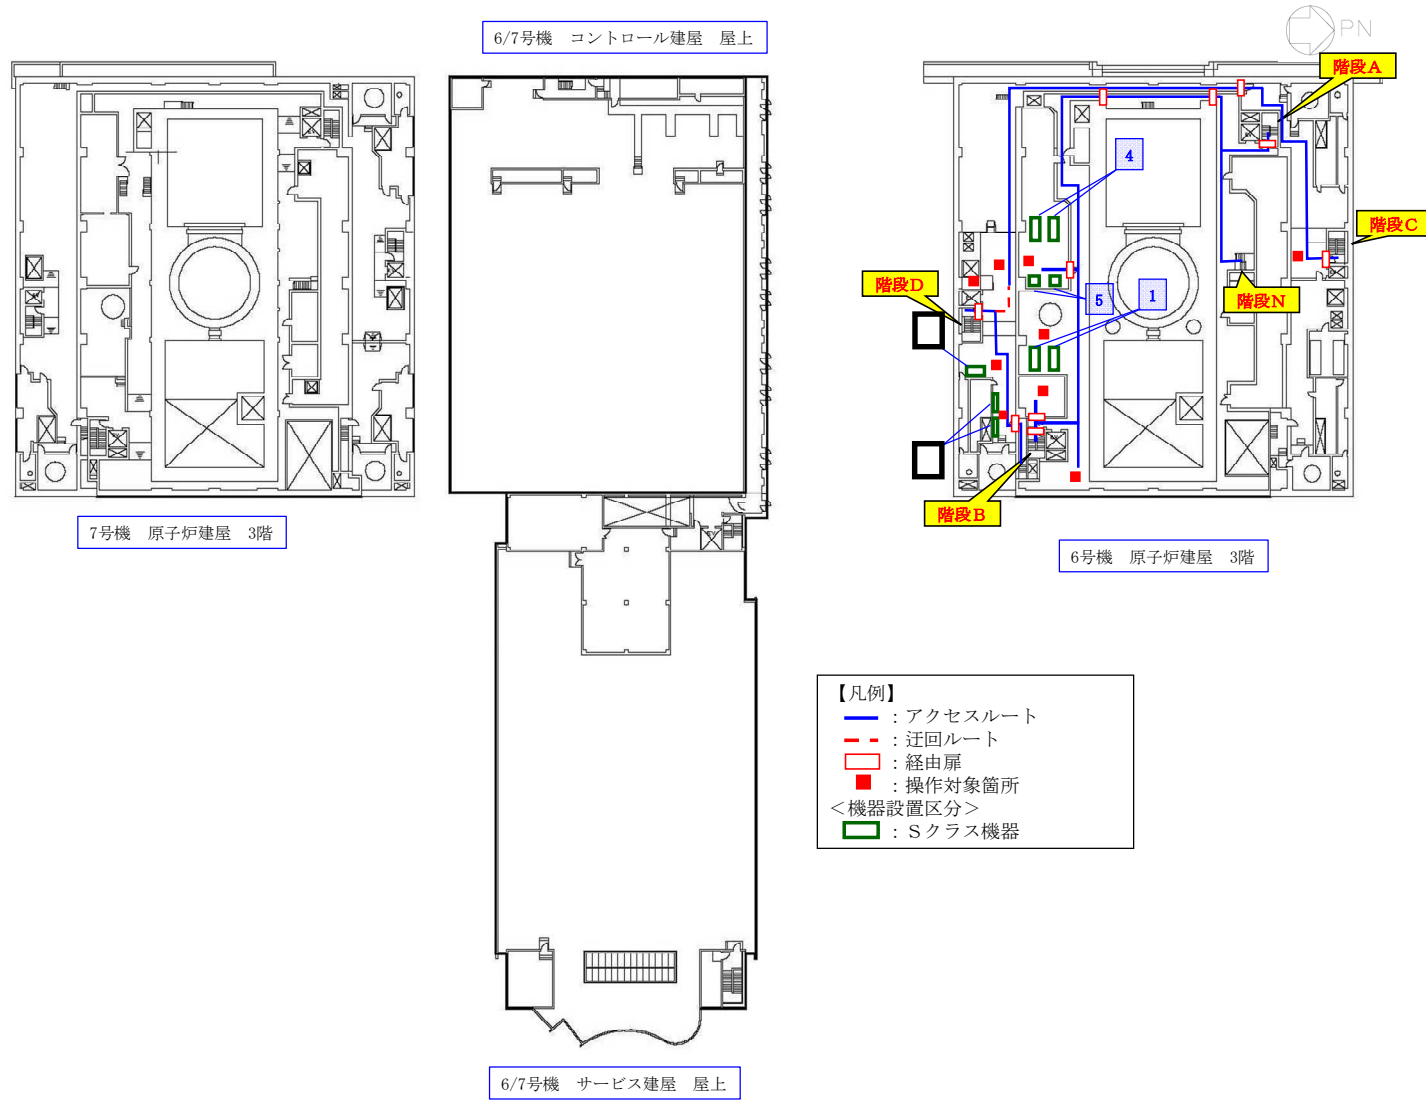 6/7号機　コントロール建屋　屋上
PN
階段A
4
階段C
階段D
5
1
階段N
階段B
7号機　原子炉建屋　3階
6号機　原子炉建屋　3階
【凡例】
：アクセスルート
：迂回ルート
：経由扉
：操作対象箇所
＜機器設置区分＞
：Sクラス機器
6/7号機　サービス建屋　屋上